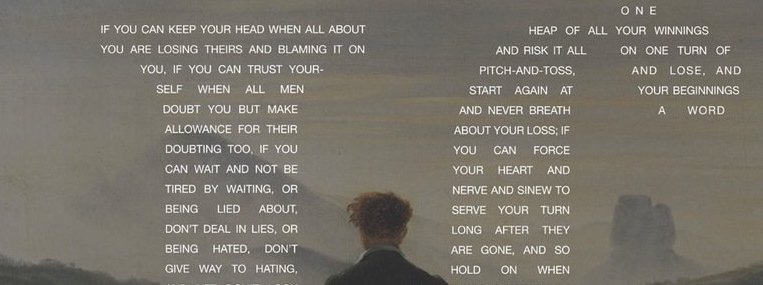 IF YOU CAN KEEP YOUR HEAD WHEN ALL ABOUT
YOU ARE LOSING THEIRS AND BLAMING IT ON
YOU, IF YOU CAN TRUST YOUR-
SELF WHEN ALL MEN
DOUBT YOU BUT MAKE
ALLOWANCE FOR THEIR
DOUBTING TOO, IF YOU
CAN WAIT AND NOT BE
TIRED BY WAITING, OR
BEING LIED ABOUT,
DON'T DEAL IN LIES, OR
BEING HATED, DON'T
GIVE WAY TO HATING,
ONE
HEAP OF ALL YOUR WINNINGS
AND RISK IT ALL ON ONE TURN OF
PITCH-AND-TOSS, AND LOSE, AND
START AGAIN AT YOUR BEGINNINGS
AND NEVER BREATH A WORD
ABOUT YOUR LOSS; IF
YOU CAN FORCE
YOUR HEART AND
NERVE AND SINEW TO
SERVE YOUR TURN
LONG AFTER THEY
ARE GONE, AND SO
HOLD ON WHEN